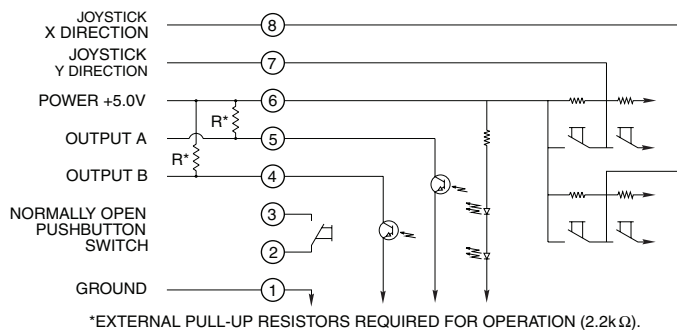 JOYSTICK
X DIRECTION
8
JOYSTICK
Y DIRECTION
7
POWER +5.0V
6
R*
OUTPUT A
5
R*
OUTPUT B
4
NORMALLY OPEN
PUSHBUTTON
SWITCH
3
2
GROUND
1
*EXTERNAL PULL-UP RESISTORS REQUIRED FOR OPERATION (2.2kΩ).